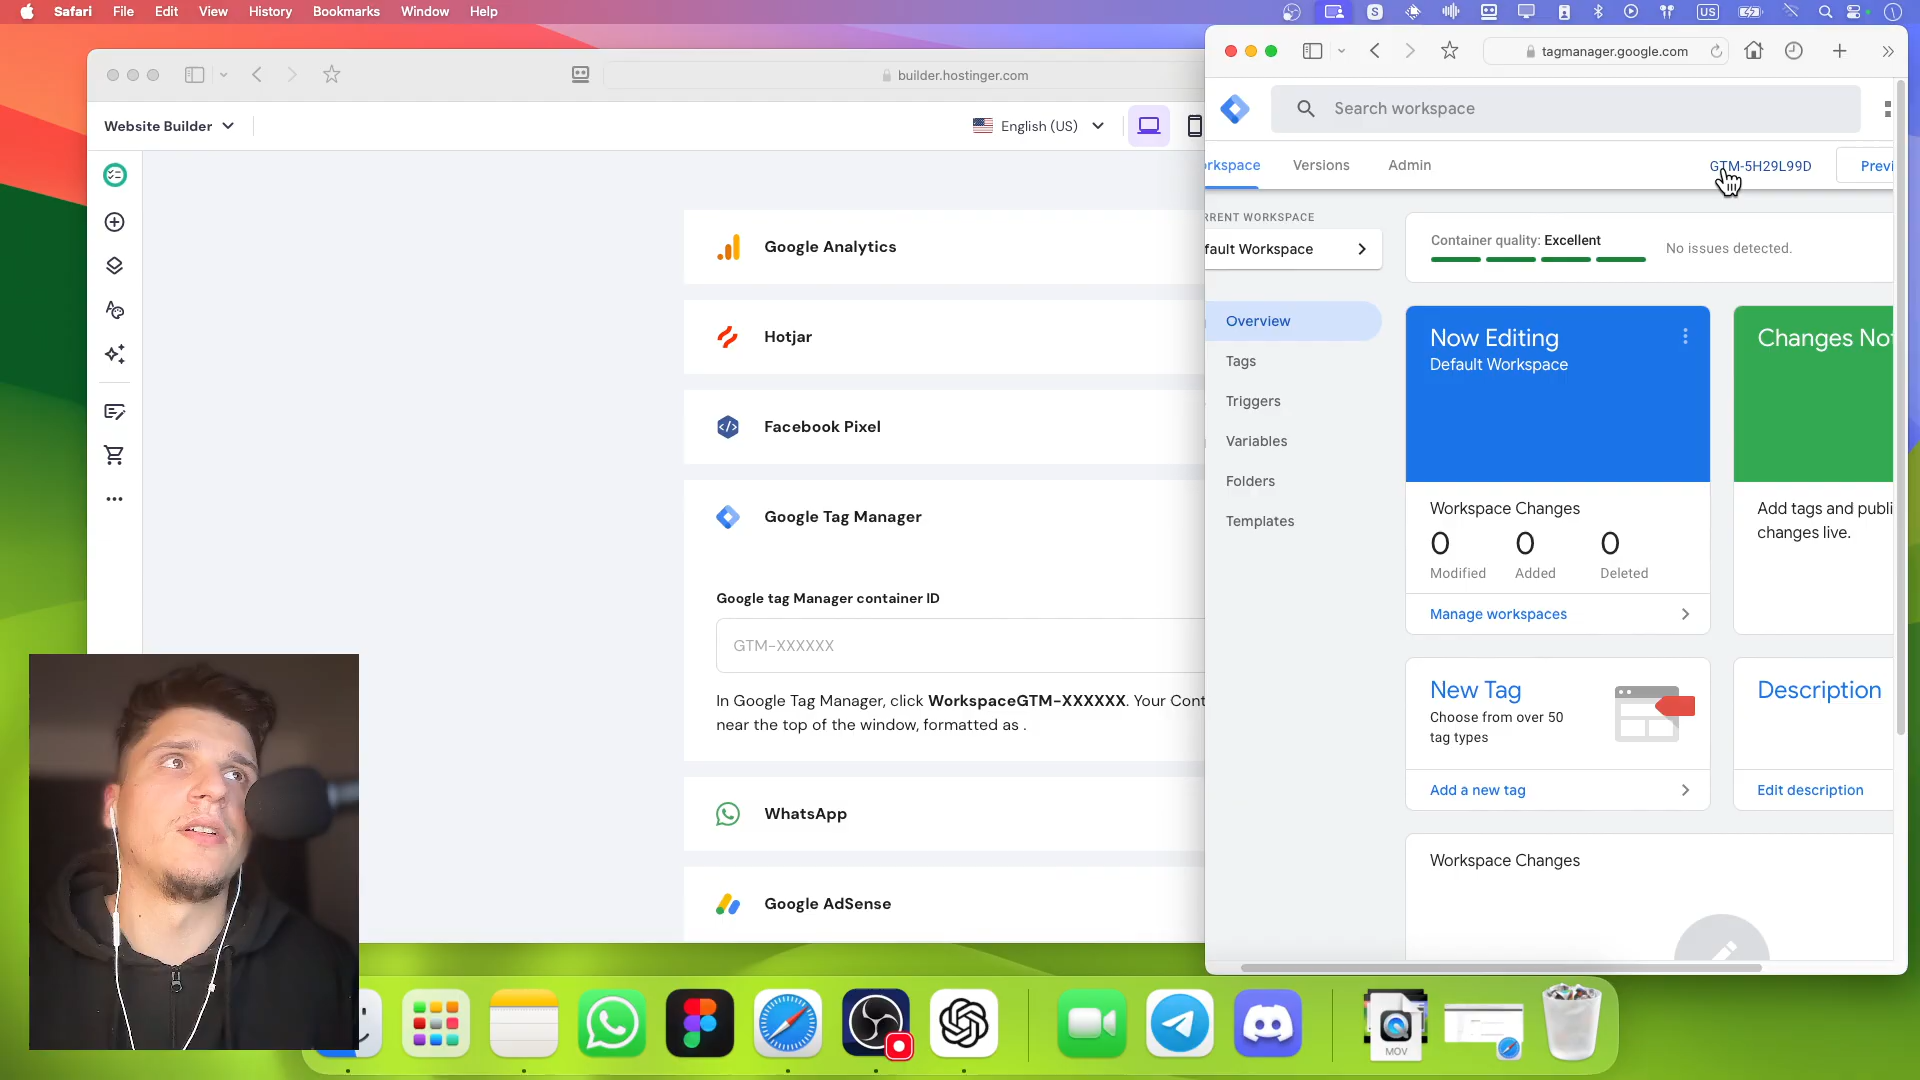 Safari File Edit View History Bookmarks Window Help
US
builder.hostinger.com
Website Builder
English (US)
Google Analytics
Hotjar
Facebook Pixel
Google Tag Manager
Google tag Manager container ID
GTM-XXXXXX
In Google Tag Manager, click WorkspaceGTM-XXXXXX. Your Cont
near the top of the window, formatted as .
WhatsApp
Google AdSense
tagmanager.google.com
Search workspace
orkspace Versions Admin GTM-5H29L99D Previ
RRENT WORKSPACE
fault Workspace
Container quality: Excellent
No issues detected.
Overview
Tags
Triggers
Variables
Folders
Templates
Now Editing
Default Workspace
Workspace Changes
0 0 0
Modified Added Deleted
Manage workspaces
Changes Not
Add tags and publi
changes live.
New Tag
Choose from over 50
tag types
Add a new tag
Description
Edit description
Workspace Changes
MOV